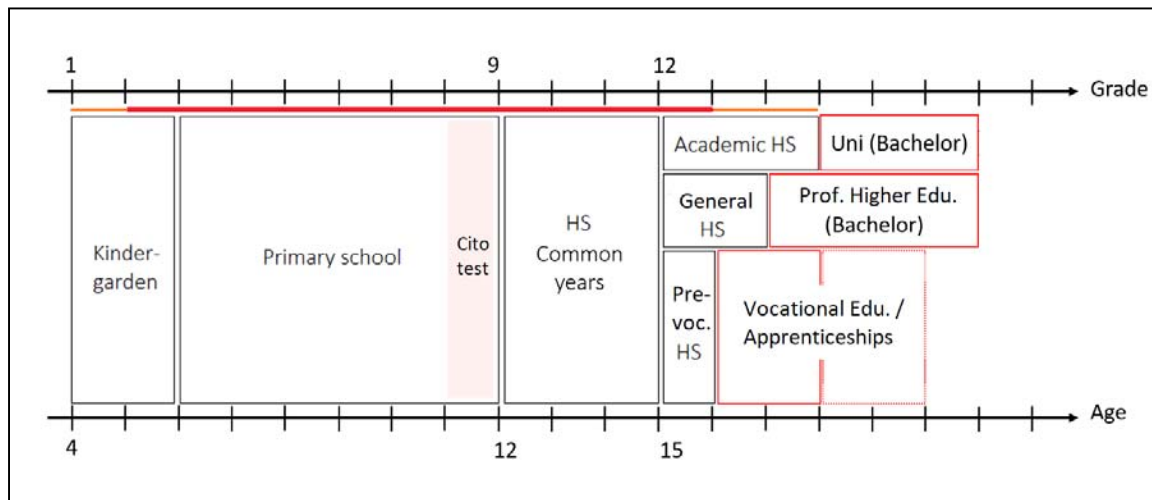 1
9
12
Grade
Kinder-
garden
Primary school
Cito
test
HS
Common
years
Academic HS
Uni (Bachelor)
General
HS
Prof. Higher Edu.
(Bachelor)
Pre-
voc.
HS
Vocational Edu. /
Apprenticeships
Age
4
12
15